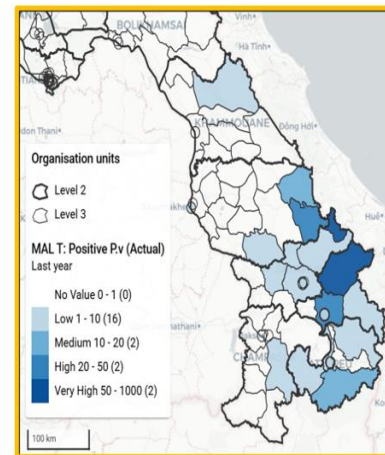 BOLIKHAMSAI
Vinh
Hà Tĩnh
KHAMMOUANE
Đồng Hới
Huế
Organisation units
Level 2
Level 3
MAL T: Positive P.v (Actual)
Last year
No Value 0 - 1 (0)
Low 1 - 10 (16)
Medium 10 - 20 (2)
High 20 - 50 (2)
Very High 50 - 1000 (2)
100 km